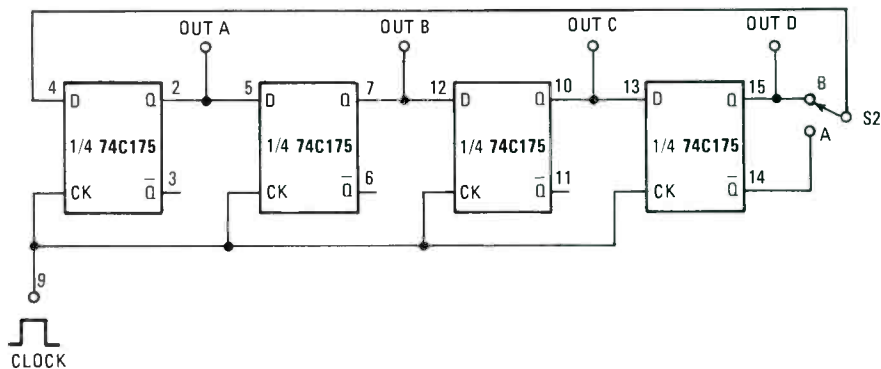 OUT A OUT B OUT C OUT D
4 2 5 7 12 10 13 15 B
D Q D Q D Q D Q
S2
A
1/4 74C175 1/4 74C175 1/4 74C175 1/4 74C175
3 6 11 14
CK Q̅ CK Q̅ CK Q̅ CK Q̅
9
CLOCK